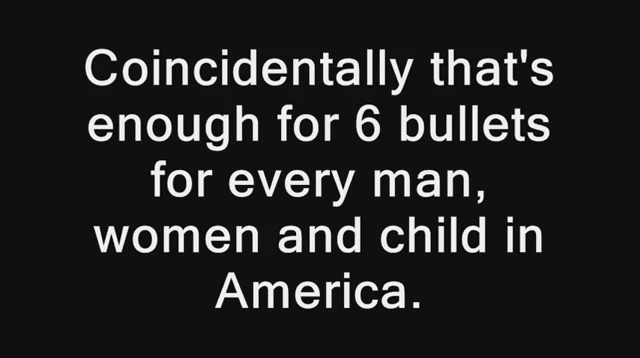 Coincidentally that's
enough for 6 bullets
for every man,
women and child in
America.